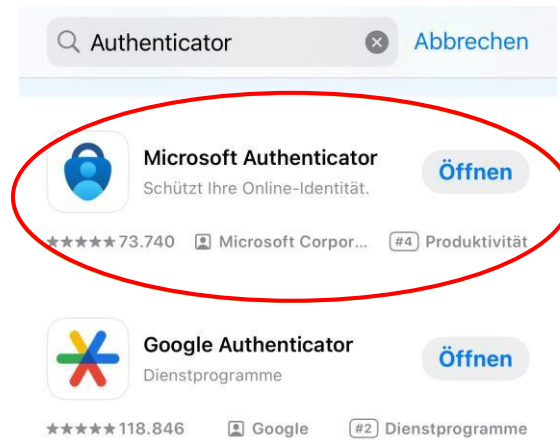 Authenticator Abbrechen
Microsoft Authenticator
Schützt Ihre Online-Identität.
Öffnen
★★★★★ 73.740 Microsoft Corpor... #4 Produktivität
Google Authenticator
Dienstprogramme
Öffnen
★★★★★ 118.846 Google #2 Dienstprogramme